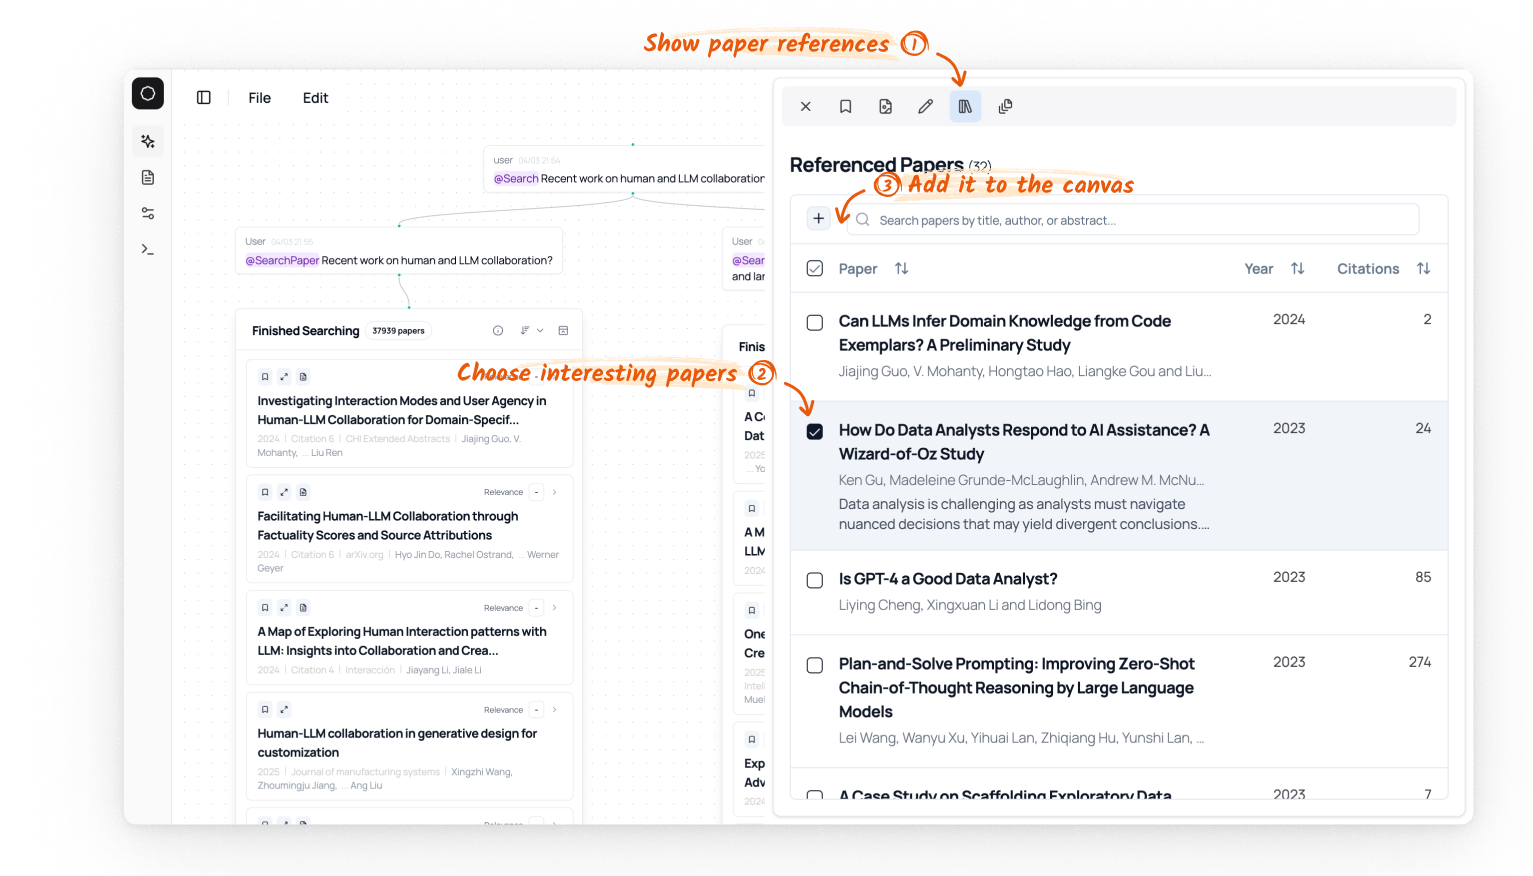 Show paper references 1
File Edit
user 04/03 21:54
@Search Recent work on human and LLM collaboration
User 04/03 21:55
@SearchPaper Recent work on human and LLM collaboration?
Finished Searching 37939 papers
Investigating Interaction Modes and User Agency in
Human-LLM Collaboration for Domain-Specif...
2024 | Citation 6 | CHI Extended Abstracts | Jiajing Guo, V.
Mohanty, ... Liu Ren
Relevance -
Facilitating Human-LLM Collaboration through
Factuality Scores and Source Attributions
2024 | Citation 6 | arXiv.org | Hyo Jin Do, Rachel Ostrand, ... Werner
Geyer
Relevance -
A Map of Exploring Human Interaction patterns with
LLM: Insights into Collaboration and Crea...
2024 | Citation 4 | Interacción | Jiayang Li, Jiale Li
Relevance -
Human-LLM collaboration in generative design for
customization
2025 | Journal of manufacturing systems | Xingzhi Wang,
Zhoumingju Jiang, ... Ang Liu
User
@Sear
and lar
Finis
A Co
Dat
2025
... Yo
A M
LLM
2024
One
Cre
2025
Intell
Muel
Exp
Adv
2024
Choose interesting papers 2
Referenced Papers (32)
3 Add it to the canvas
Search papers by title, author, or abstract...
Paper Year Citations
Can LLMs Infer Domain Knowledge from Code 2024 2
Exemplars? A Preliminary Study
Jiajing Guo, V. Mohanty, Hongtao Hao, Liangke Gou and Liu...
How Do Data Analysts Respond to AI Assistance? A 2023 24
Wizard-of-Oz Study
Ken Gu, Madeleine Grunde-McLaughlin, Andrew M. McNu...
Data analysis is challenging as analysts must navigate
nuanced decisions that may yield divergent conclusions....
Is GPT-4 a Good Data Analyst? 2023 85
Liying Cheng, Xingxuan Li and Lidong Bing
Plan-and-Solve Prompting: Improving Zero-Shot 2023 274
Chain-of-Thought Reasoning by Large Language
Models
Lei Wang, Wanyu Xu, Yihuai Lan, Zhiqiang Hu, Yunshi Lan, ...
A Case Study on Scaffolding Exploratory Data 2023 7